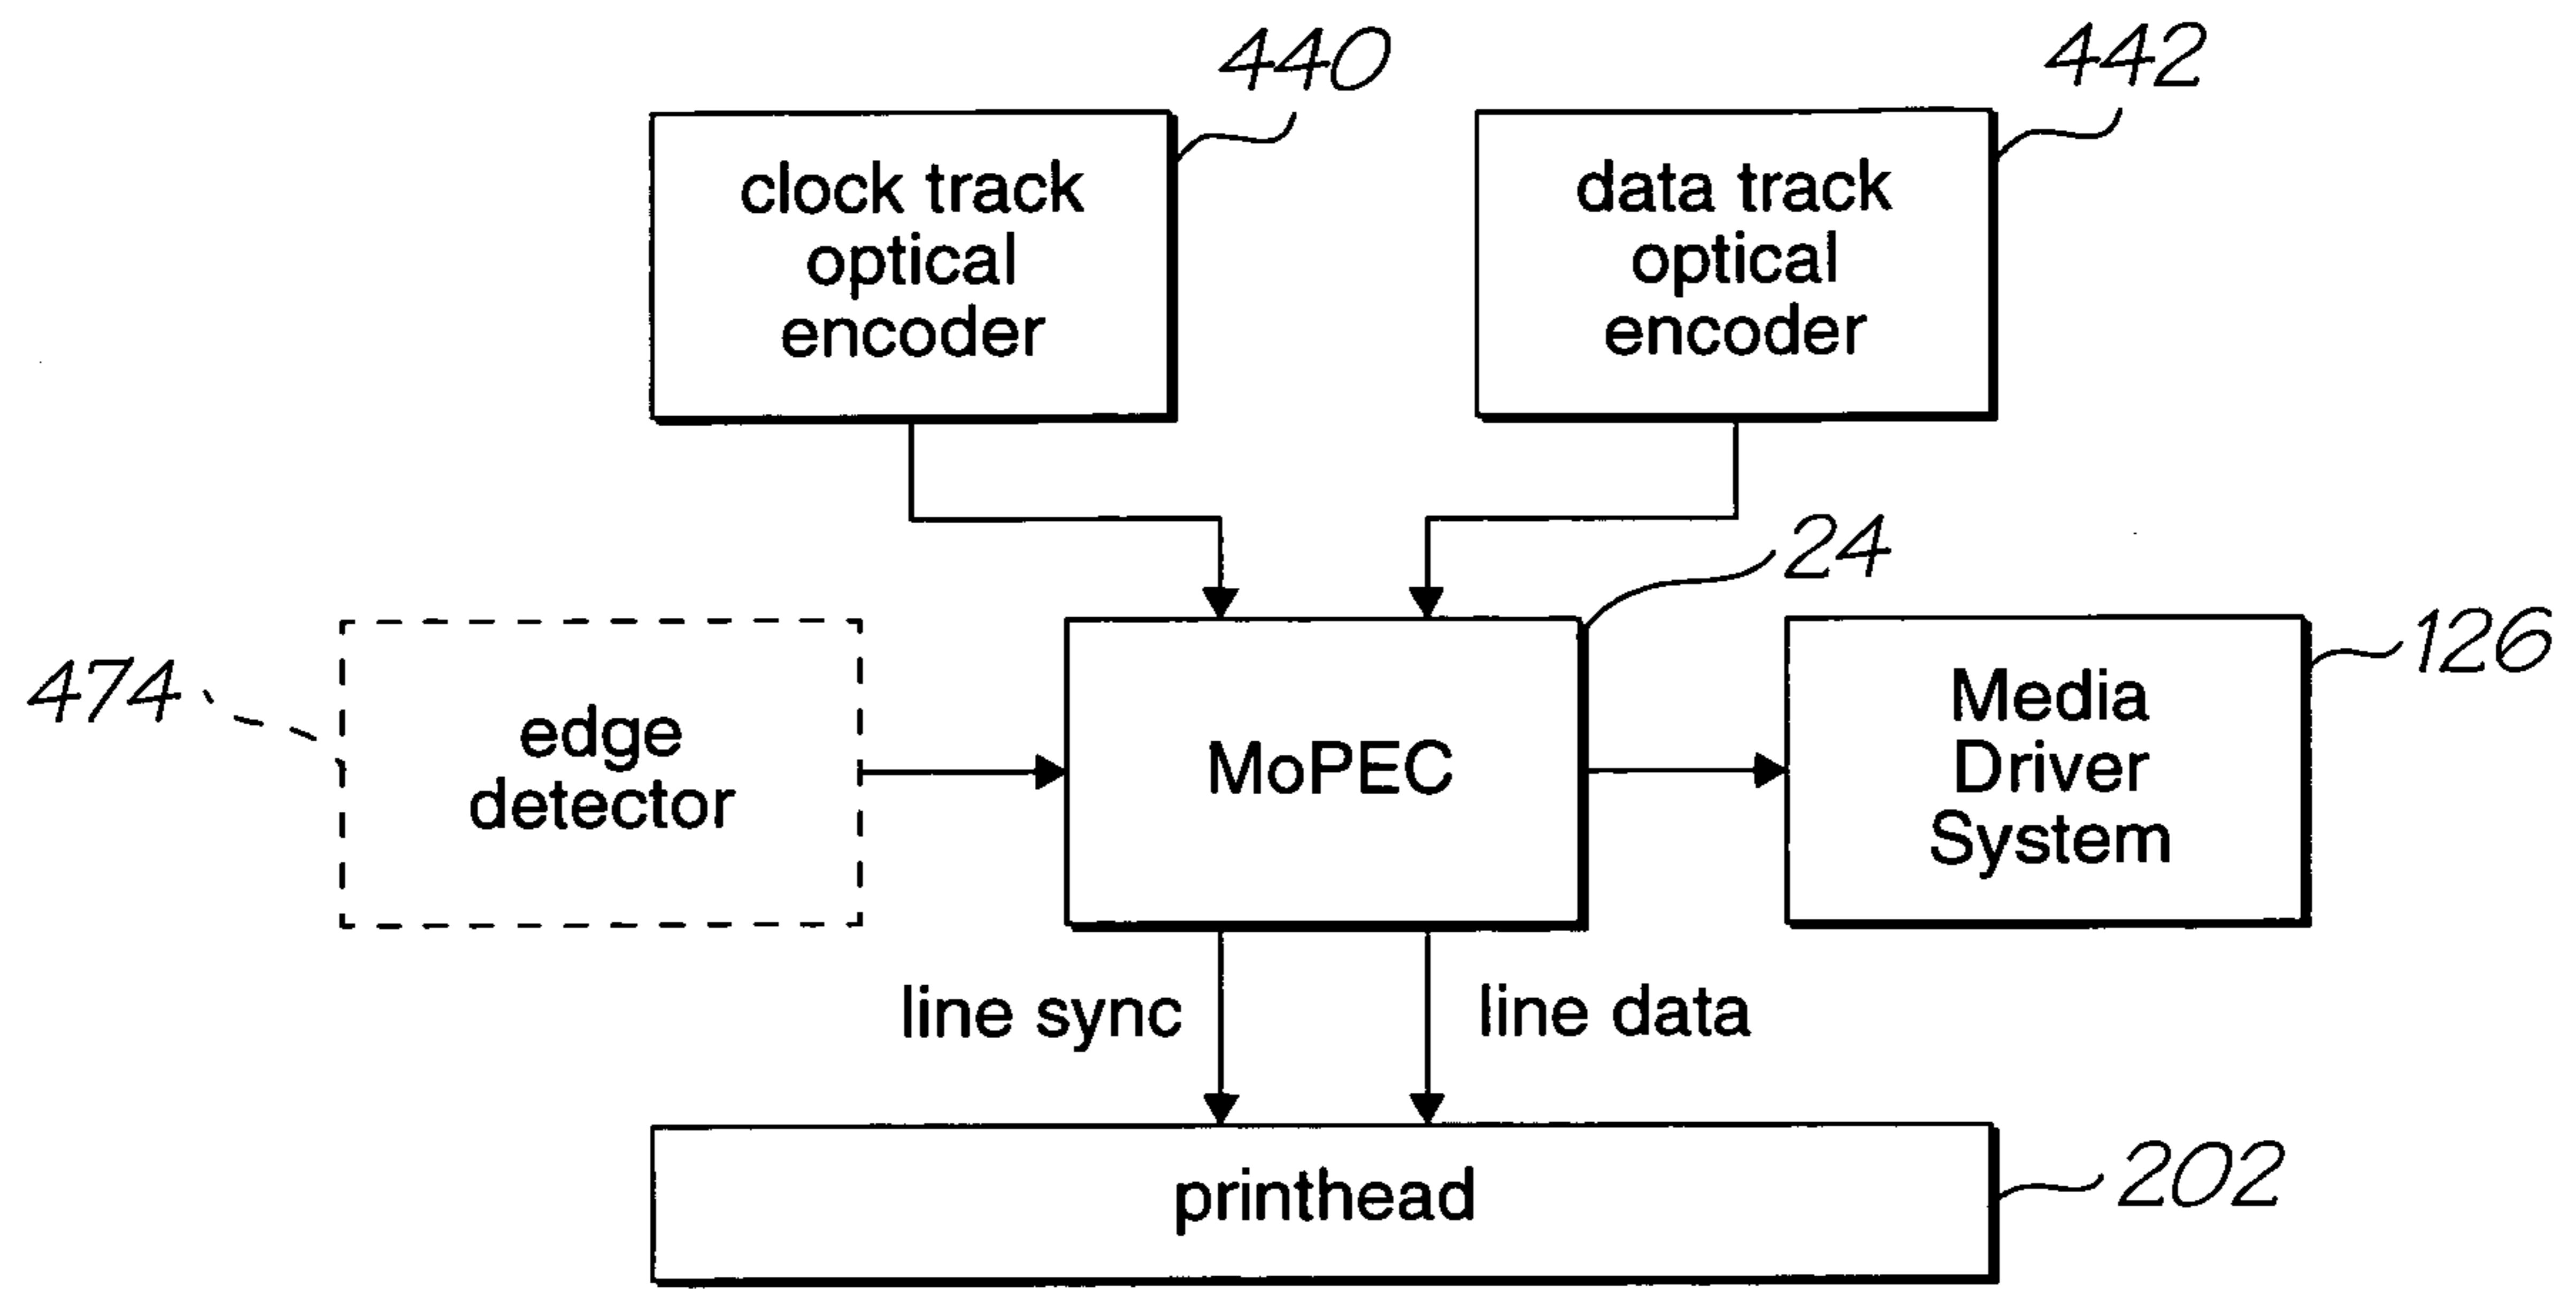 440
442
clock track
optical
encoder
data track
optical
encoder
24
126
474
edge
detector
MoPEC
Media
Driver
System
line sync
line data
printhead
202